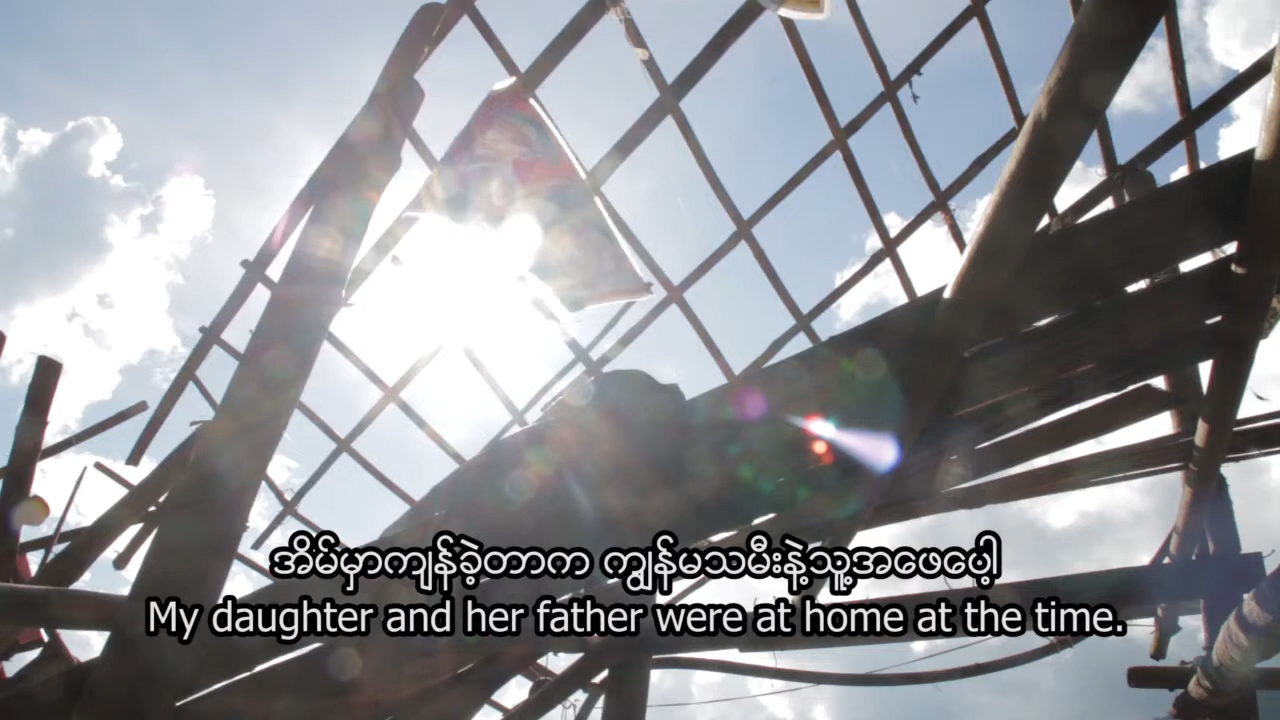 အိမ်မှာကျန်ခဲ့တာက ကျွန်မသမီးနဲ့သူ့အဖေပေါ့
My daughter and her father were at home at the time.